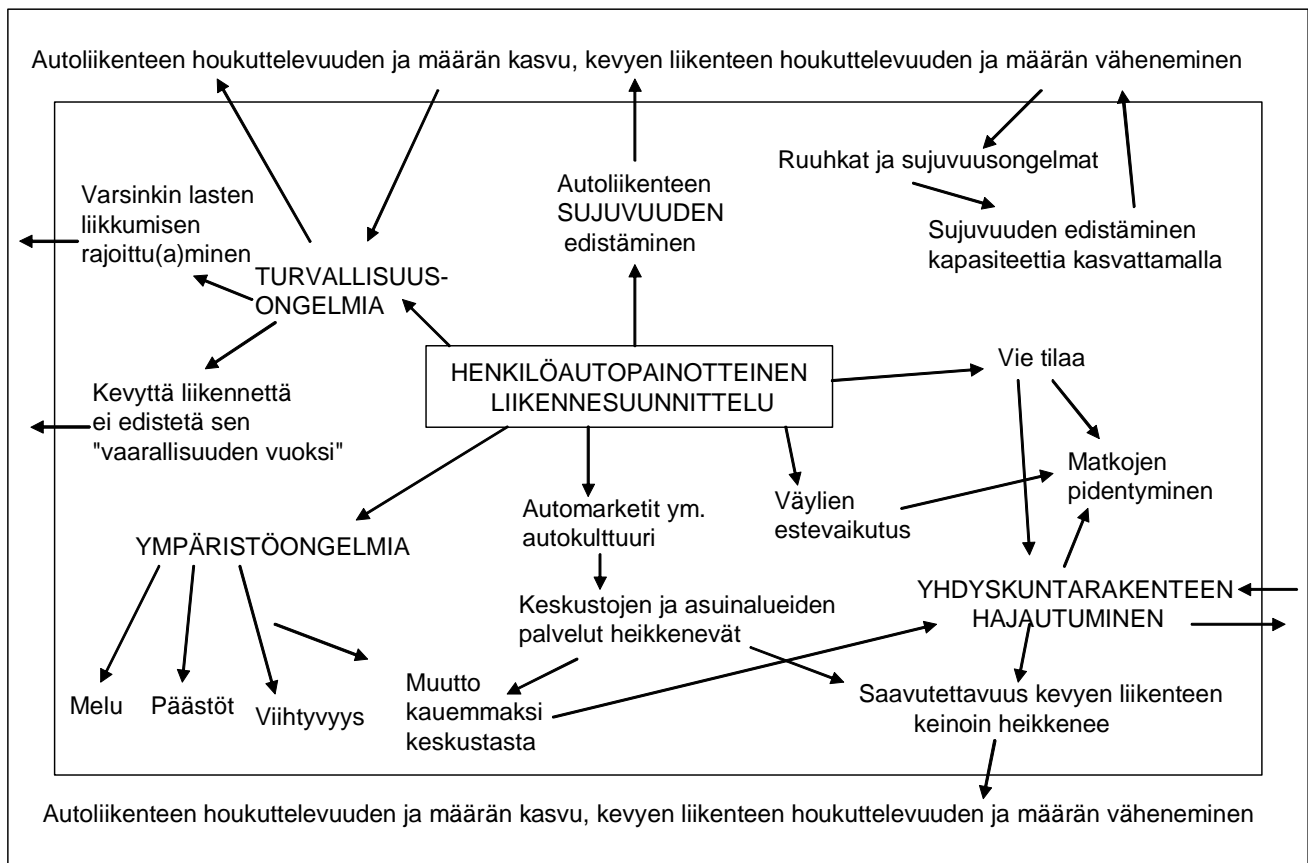 Autoliikenteen houkuttelevuuden ja määrän kasvu, kevyen liikenteen houkuttelevuuden ja määrän väheneminen
Ruuhkat ja sujuvuusongelmat
Autoliikenteen
SUJUVUUDEN
edistäminen
Varsinkin lasten
liikkumisen
rajoittu(a)minen
Sujuvuuden edistäminen
kapasiteettia kasvattamalla
TURVALLISUUS-
ONGELMIA
HENKILÖAUTOPAINOTTEINEN
LIIKENNESUUNNITTELU
Vie tilaa
Kevyttä liikennettä
ei edistetä sen
"vaarallisuuden vuoksi"
Matkojen
pidentyminen
Automarketit ym.
autokulttuuri
Väylien
estevaikutus
YMPÄRISTÖONGELMIA
YHDYSKUNTARAKENTEEN
HAJAUTUMINEN
Keskustojen ja asuinalueiden
palvelut heikkenevät
Melu
Päästöt
Viihtyvyys
Muutto
kauemmaksi
keskustasta
Saavutettavuus kevyen liikenteen
keinoin heikkenee
Autoliikenteen houkuttelevuuden ja määrän kasvu, kevyen liikenteen houkuttelevuuden ja määrän väheneminen